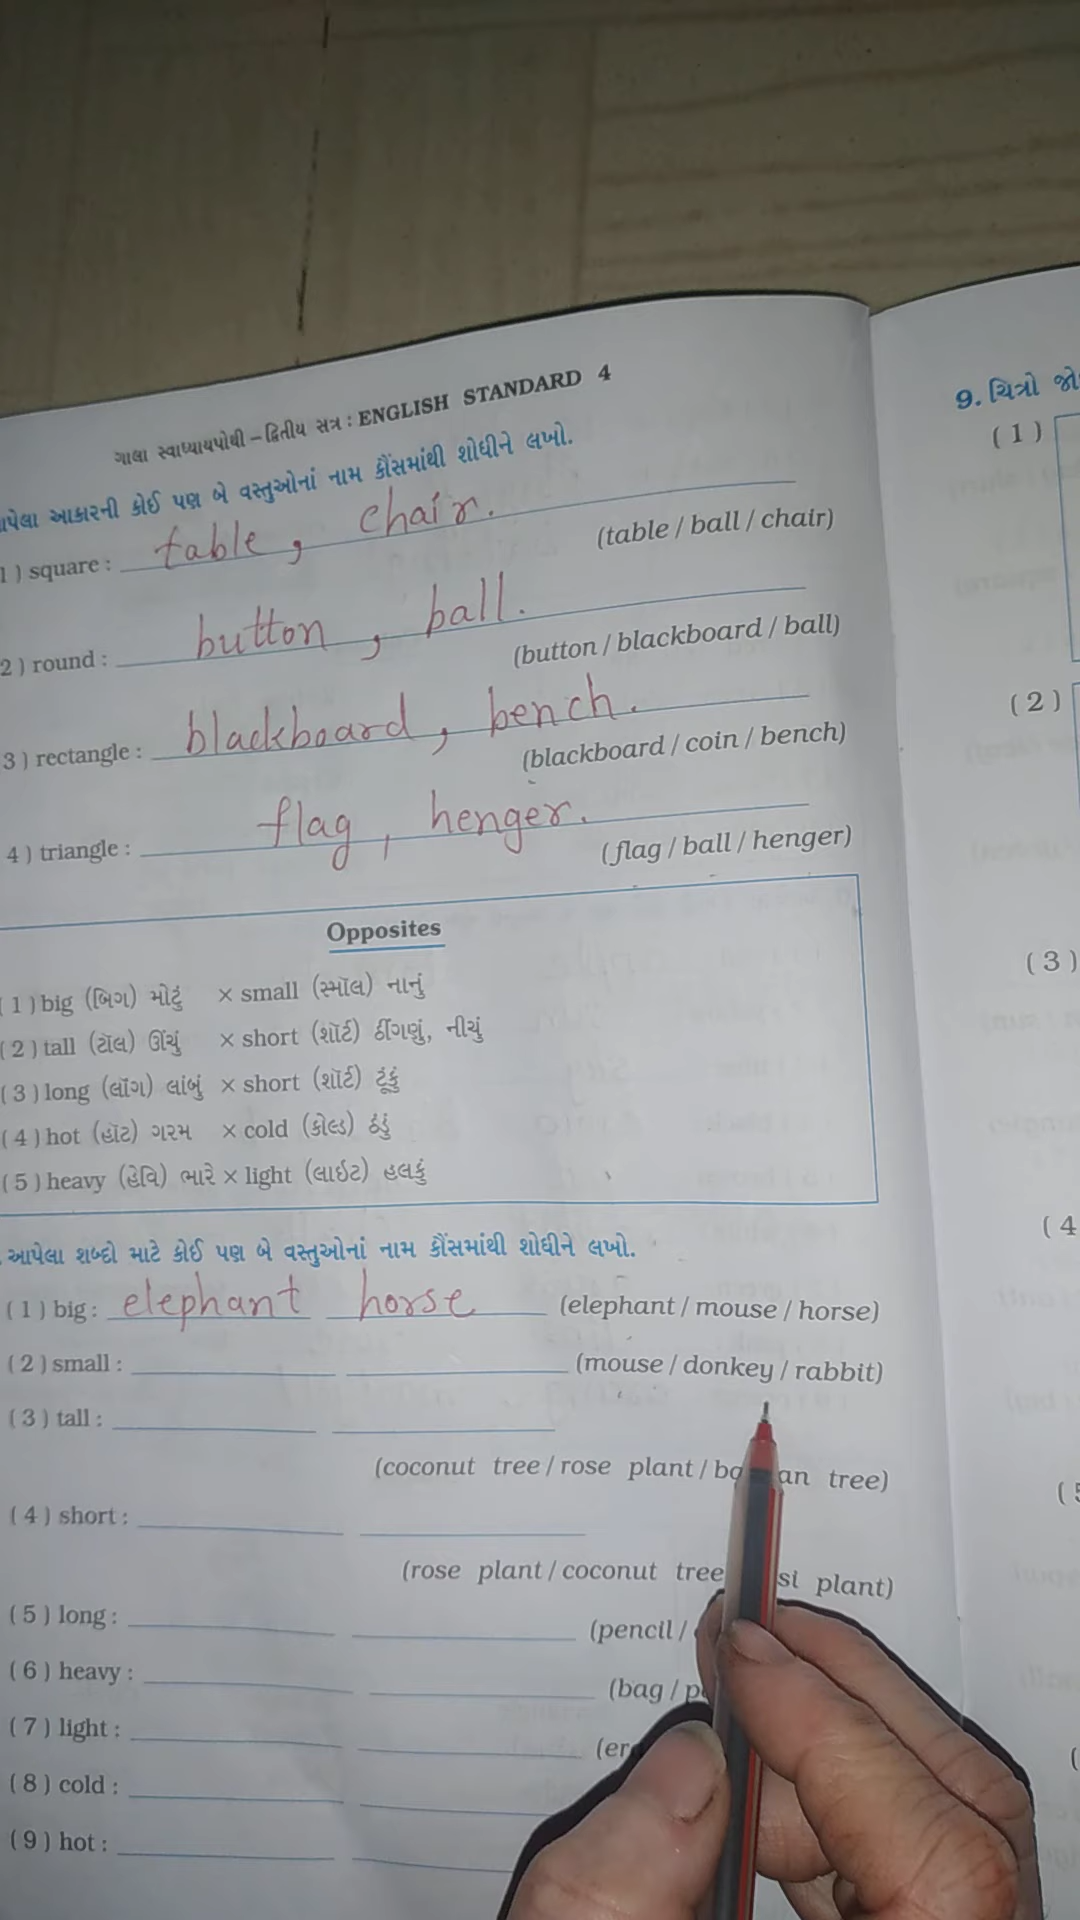 ગાલા સ્વાધ્યાયપોથી – દ્વિતીય સત્ર : ENGLISH STANDARD 4
આકારની કોઈ પણ બે વસ્તુઓનાં નામ કૌંસમાંથી શોધીને લખો.
1 ) square : table, chair. (table / ball / chair)
2 ) round : button, ball. (button / blackboard / ball)
3 ) rectangle : blackboard, bench. (blackboard / coin / bench)
4 ) triangle : flag, henger. (flag / ball / henger)
Opposites
( 1 ) big (બિગ) મોટું × small (સ્મૉલ) નાનું
( 2 ) tall (ટૉલ) ઊંચું × short (શૉર્ટ) ઠીંગણું, નીચું
( 3 ) long (લૉંગ) લાંબું × short (શૉર્ટ) ટૂંકું
( 4 ) hot (હૉટ) ગરમ × cold (કોલ્ડ) ઠંડું
( 5 ) heavy (હેવિ) ભારે × light (લાઇટ) હલકું
આપેલા શબ્દો માટે કોઈ પણ બે વસ્તુઓનાં નામ કૌંસમાંથી શોધીને લખો.
( 1 ) big : elephant horse (elephant / mouse / horse)
( 2 ) small : (mouse / donkey / rabbit)
( 3 ) tall :
(coconut tree / rose plant / tree)
( 4 ) short :
(rose plant / coconut tree plant)
( 5 ) long : (pencil /
( 6 ) heavy : (bag /
( 7 ) light :
( 8 ) cold :
( 9 ) hot :
9. ચિત્રો
( 1 )
( 2 )
( 3 )
( 4